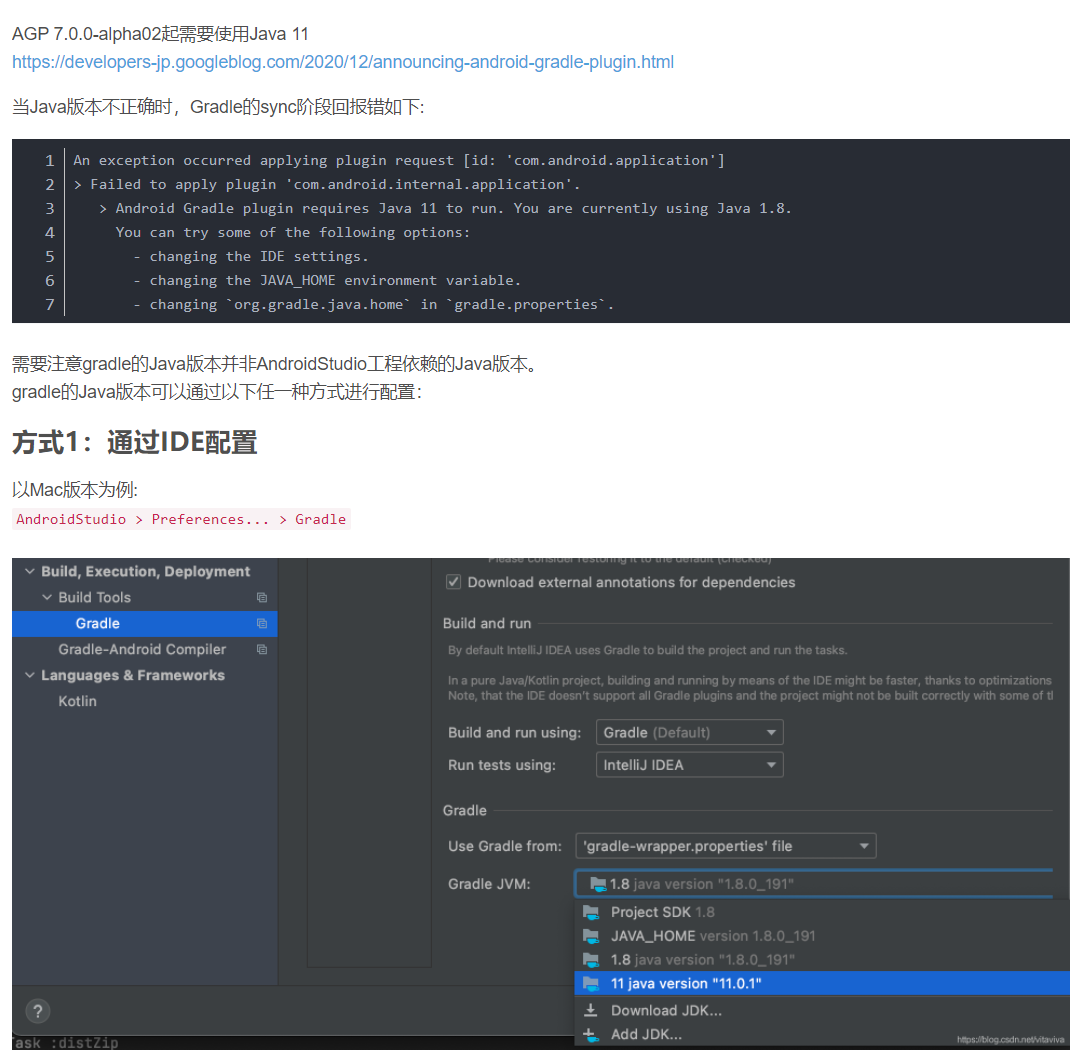 AGP 7.0.0-alpha02起需要使用Java 11
https://developers-jp.googleblog.com/2020/12/announcing-android-gradle-plugin.html
当Java版本不正确时，Gradle的sync阶段回报错如下:
1 An exception occurred applying plugin request [id: 'com.android.application']
2 > Failed to apply plugin 'com.android.internal.application'.
3 > Android Gradle plugin requires Java 11 to run. You are currently using Java 1.8.
4 You can try some of the following options:
5 - changing the IDE settings.
6 - changing the JAVA_HOME environment variable.
7 - changing `org.gradle.java.home` in `gradle.properties`.
需要注意gradle的Java版本并非AndroidStudio工程依赖的Java版本。
gradle的Java版本可以通过以下任一种方式进行配置：
方式1：通过IDE配置
以Mac版本为例:
AndroidStudio > Preferences... > Gradle
Build, Execution, Deployment
Build Tools
Gradle
Gradle-Android Compiler
Languages & Frameworks
Kotlin
Please consider restoring it to the default (checked)
Download external annotations for dependencies
Build and run
By default IntelliJ IDEA uses Gradle to build the project and run the tasks.
In a pure Java/Kotlin project, building and running by means of the IDE might be faster, thanks to optimizations
Note, that the IDE doesn't support all Gradle plugins and the project might not be built correctly with some of
Build and run using: Gradle (Default)
Run tests using: IntelliJ IDEA
Gradle
Use Gradle from: 'gradle-wrapper.properties' file
Gradle JVM: 1.8 java version "1.8.0_191"
Project SDK 1.8
JAVA_HOME version 1.8.0_191
1.8 java version "1.8.0_191"
11 java version "11.0.1"
Download JDK...
Add JDK...
?
ask :distZip
https://blog.csdn.net/vitaviva